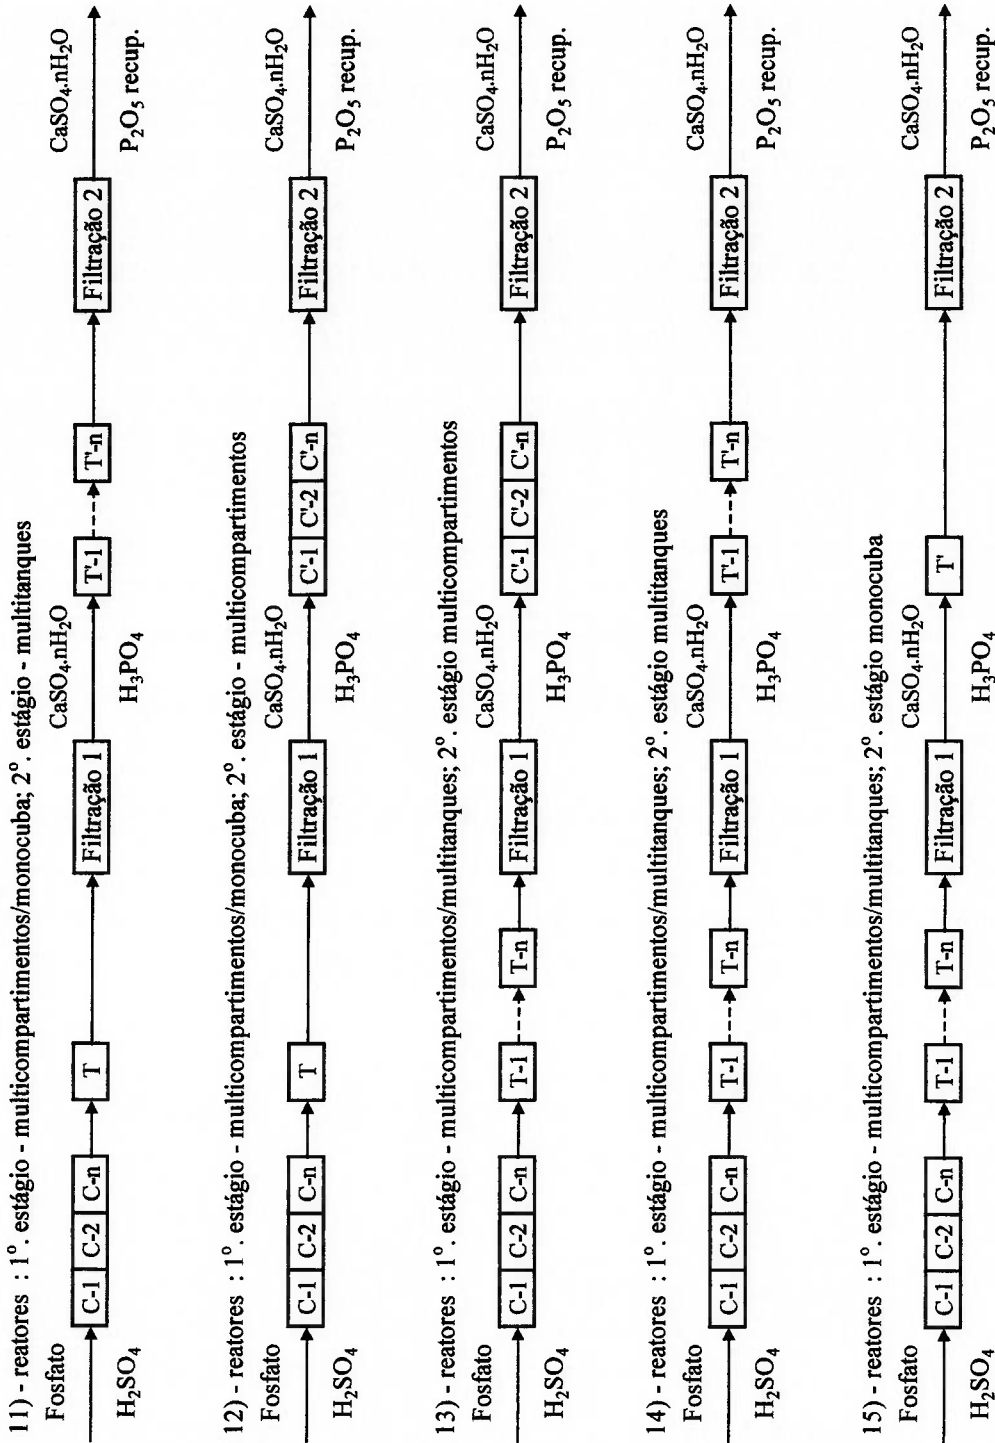 11) - reatores : 1º. estágio - multicompartimentos/monocuba; 2º. estágio - multitanques
Fosfato CaSO4.nH2O CaSO4.nH2O
C-1 C-2 C-n T Filtração 1 T'-1 T'-n Filtração 2
H2SO4 H3PO4 P2O5 recup.
12) - reatores : 1º. estágio - multicompartimentos/monocuba; 2º. estágio - multicompartimentos
Fosfato CaSO4.nH2O CaSO4.nH2O
C-1 C-2 C-n T Filtração 1 C'-1 C'-2 C'-n Filtração 2
H2SO4 H3PO4 P2O5 recup.
13) - reatores : 1º. estágio - multicompartimentos/multitanques; 2º. estágio multicompartimentos
Fosfato CaSO4.nH2O CaSO4.nH2O
C-1 C-2 C-n T-1 T-n Filtração 1 C'-1 C'-2 C'-n Filtração 2
H2SO4 H3PO4 P2O5 recup.
14) - reatores : 1º. estágio - multicompartimentos/multitanques; 2º. estágio multitanques
Fosfato CaSO4.nH2O CaSO4.nH2O
C-1 C-2 C-n T-1 T-n Filtração 1 T'-1 T'-n Filtração 2
H2SO4 H3PO4 P2O5 recup.
15) - reatores : 1º. estágio - multicompartimentos/multitanques; 2º. estágio monocuba
Fosfato CaSO4.nH2O CaSO4.nH2O
C-1 C-2 C-n T-1 T-n Filtração 1 T' Filtração 2
H2SO4 H3PO4 P2O5 recup.